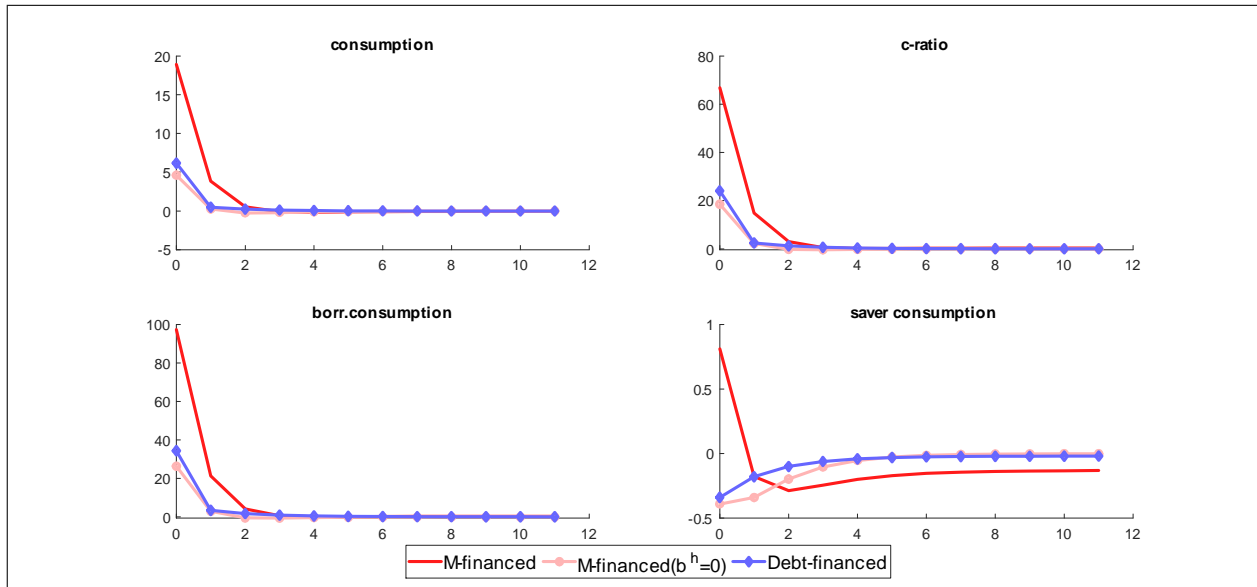 consumption
20
15
10
5
0
-5
0 2 4 6 8 10 12
c-ratio
80
60
40
20
0
0 2 4 6 8 10 12
borr.consumption
100
80
60
40
20
0
0 2 4 6 8 10 12
saver consumption
1
0.5
0
-0.5
0 2 4 6 8 10 12
M-financed M-financed(b^h=0) Debt-financed